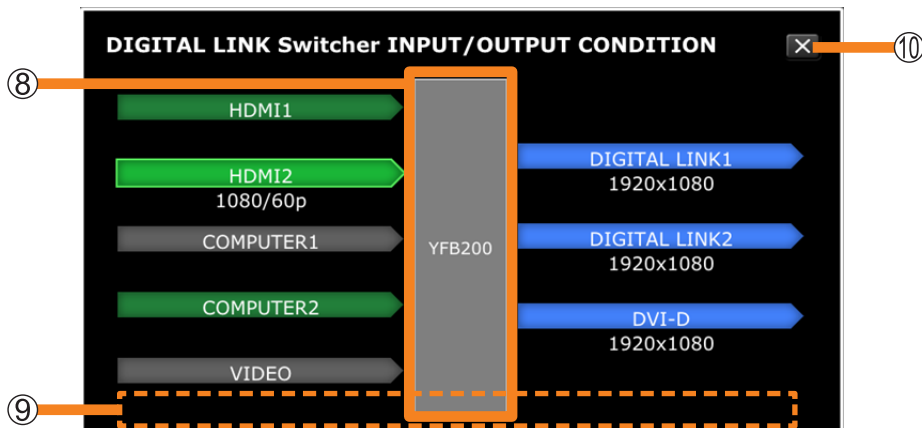 DIGITAL LINK Switcher INPUT/OUTPUT CONDITION
⑩
⑧
HDMI1
HDMI2
1080/60p
COMPUTER1
COMPUTER2
VIDEO
YFB200
DIGITAL LINK1
1920x1080
DIGITAL LINK2
1920x1080
DVI-D
1920x1080
⑨